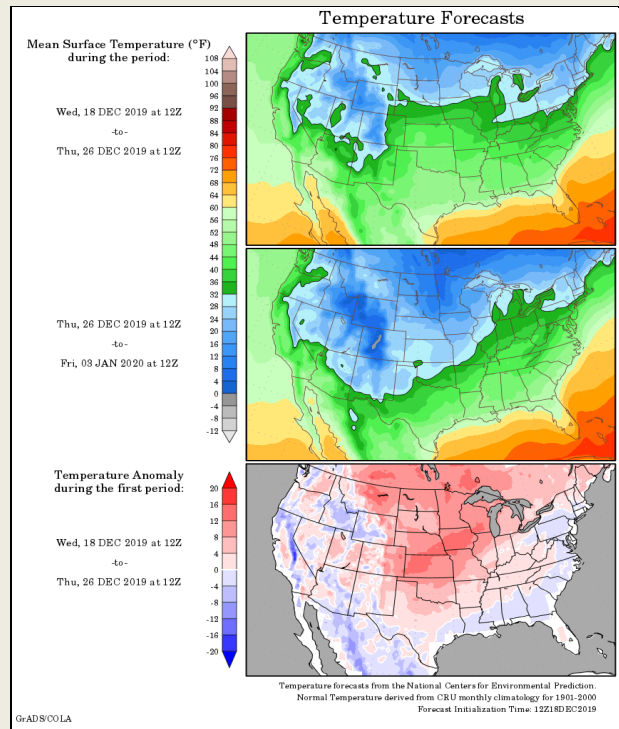 Temperature Forecasts
Mean Surface Temperature (°F)
during the period:
Wed, 18 DEC 2019 at 12Z
-to-
Thu, 26 DEC 2019 at 12Z
108
104
100
96
92
88
84
80
76
72
68
64
60
56
52
48
44
40
36
32
28
24
20
16
12
8
4
0
-4
-8
-12
Thu, 26 DEC 2019 at 12Z
-to-
Fri, 03 JAN 2020 at 12Z
Temperature Anomaly
during the first period:
Wed, 18 DEC 2019 at 12Z
-to-
Thu, 26 DEC 2019 at 12Z
20
16
12
8
4
0
-4
-8
-12
-16
-20
Temperature forecasts from the National Centers for Environmental Prediction.
Normal Temperature derived from CRU monthly climatology for 1901-2000
Forecast Initialization Time: 12Z18DEC2019
GrADS/COLA